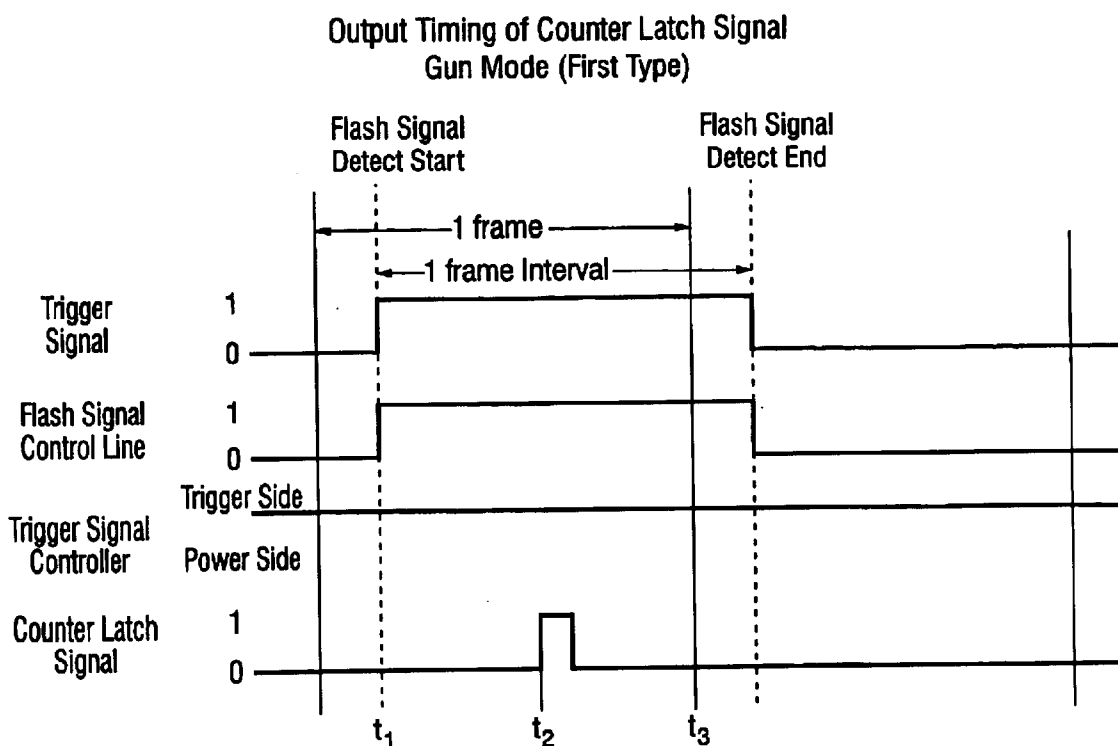 Output Timing of Counter Latch Signal
Gun Mode (First Type)
Flash Signal
Detect Start
Flash Signal
Detect End
1 frame
1 frame Interval
Trigger
Signal
1
0
Flash Signal
Control Line
1
0
Trigger Side
Trigger Signal
Controller
Power Side
Counter Latch
Signal
1
0
t1
t2
t3